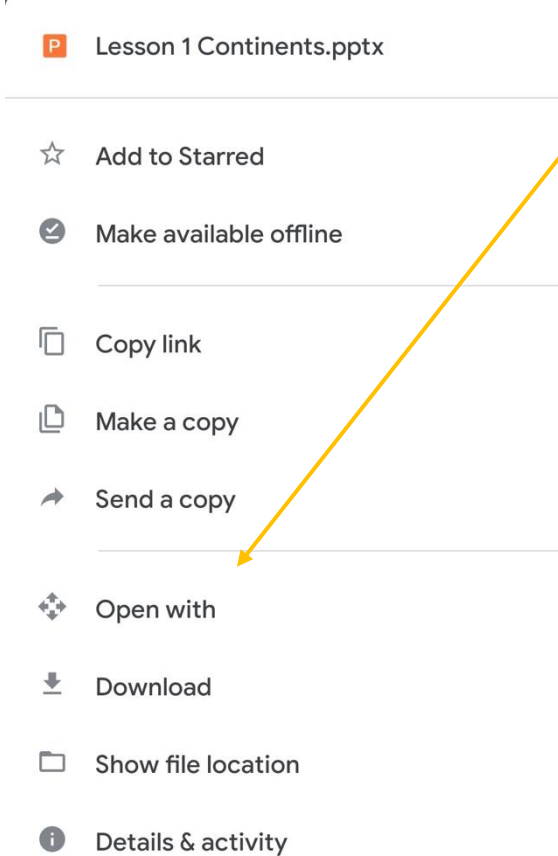 P Lesson 1 Continents.pptx
Add to Starred
Make available offline
Copy link
Make a copy
Send a copy
Open with
Download
Show file location
Details & activity